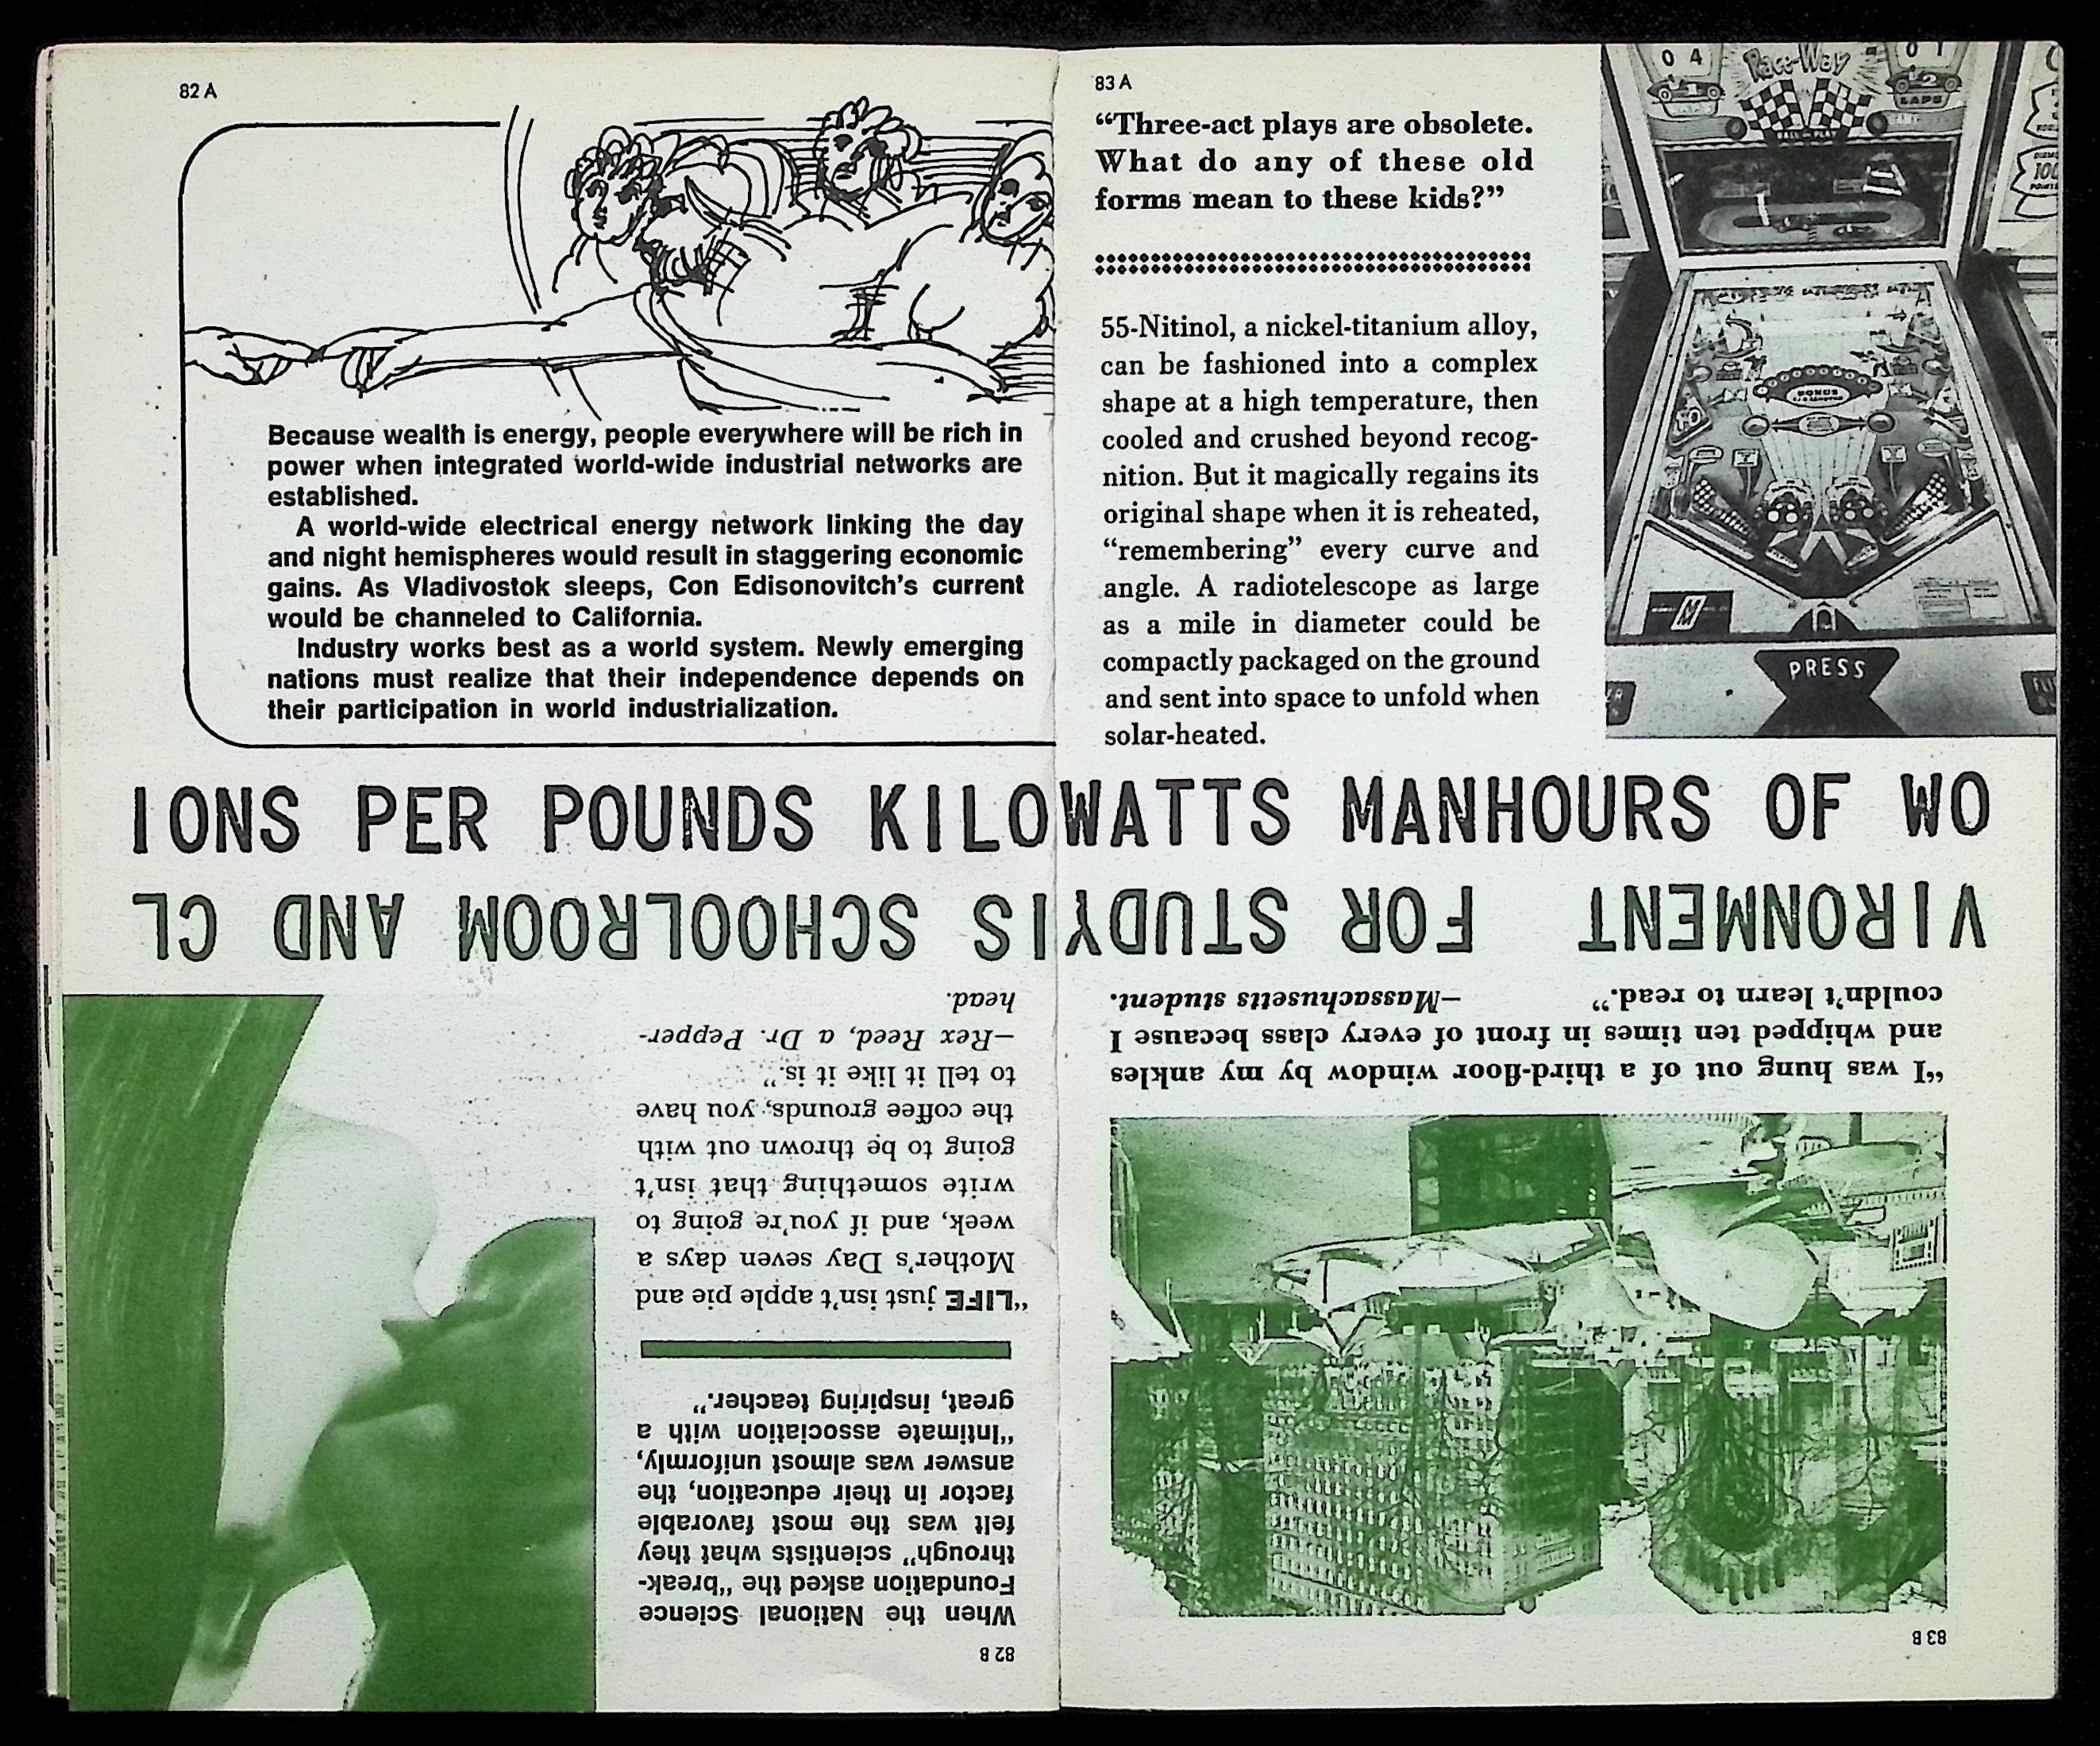 82 A
Because wealth is energy, people everywhere will be rich in
power when integrated world-wide industrial networks are
established.
A world-wide electrical energy network linking the day
and night hemispheres would result in staggering economic
gains. As Vladivostok sleeps, Con Edisonovitch's current
would be channeled to California.
Industry works best as a world system. Newly emerging
nations must realize that their independence depends on
their participation in world industrialization.
83 A
“Three-act plays are obsolete.
What do any of these old
forms mean to these kids?”
55-Nitinol, a nickel-titanium alloy,
can be fashioned into a complex
shape at a high temperature, then
cooled and crushed beyond recog-
nition. But it magically regains its
original shape when it is reheated,
“remembering” every curve and
angle. A radiotelescope as large
as a mile in diameter could be
compactly packaged on the ground
and sent into space to unfold when
solar-heated.
0 4
Race-Way
0 1
LAPS
BALL PLAY
100
BONUS
PRESS
IONS PER POUNDS KILOWATTS MANHOURS OF WO
VIRONMENT FOR STUDY IS SCHOOLROOM AND CL
83 B
“I was hung out of a third-floor window by my ankles
and whipped ten times in front of every class because I
couldn't learn to read.” —Massachusetts student.
82 B
When the National Science
Foundation asked the “break-
through” scientists what they
felt was the most favorable
factor in their education, the
answer was almost uniformly,
“Intimate association with a
great, inspiring teacher.”
“LIFE just isn't apple pie and
Mother's Day seven days a
week, and if you're going to
write something that isn't
going to be thrown out with
the coffee grounds, you have
to tell it like it is.”
—Rex Reed, a Dr. Pepper-
head.